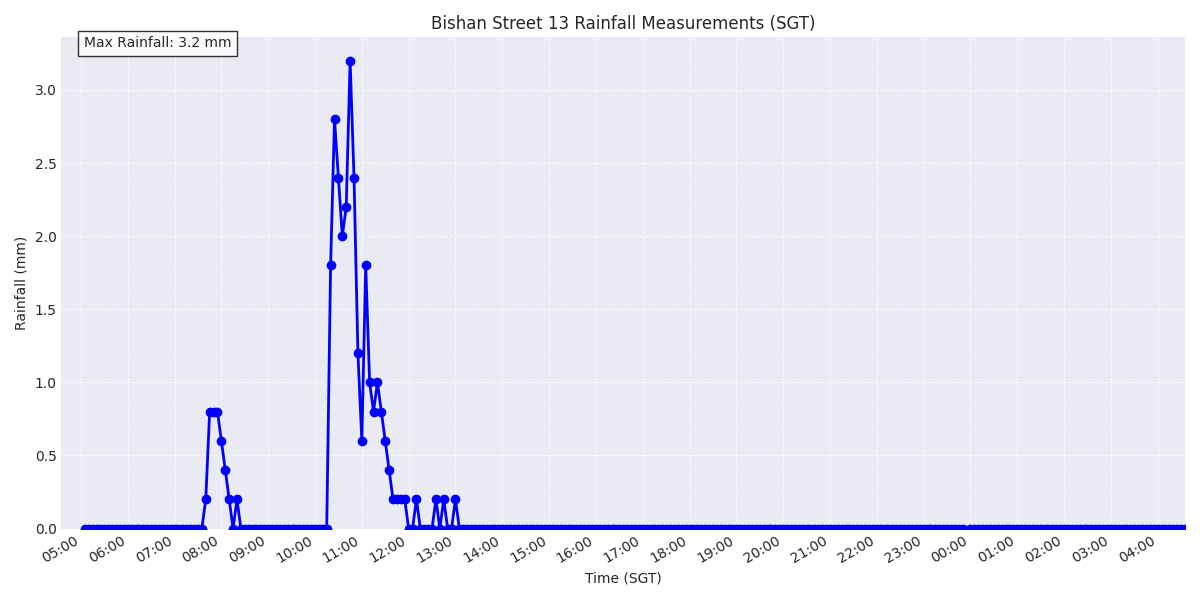 Bishan Street 13 Rainfall Measurements (SGT)
Max Rainfall: 3.2 mm
Rainfall (mm)
3.0
2.5
2.0
1.5
1.0
0.5
0.0
05:00 06:00 07:00 08:00 09:00 10:00 11:00 12:00 13:00 14:00 15:00 16:00 17:00 18:00 19:00 20:00 21:00 22:00 23:00 00:00 01:00 02:00 03:00 04:00
Time (SGT)